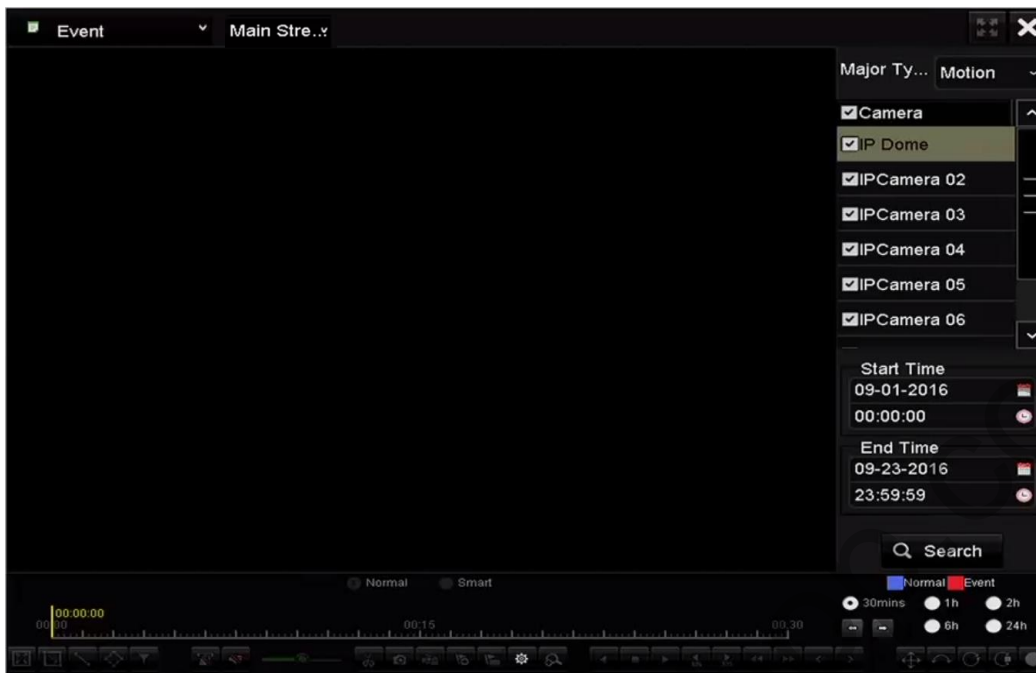 Event
Main Stre...
Major Ty...
Motion
Camera
IP Dome
IPCamera 02
IPCamera 03
IPCamera 04
IPCamera 05
IPCamera 06
Start Time
09-01-2016
00:00:00
End Time
09-23-2016
23:59:59
Search
Normal Smart
Normal Event
00:00:00
00:00 00:15 00:30
30mins 1h 2h
6h 24h